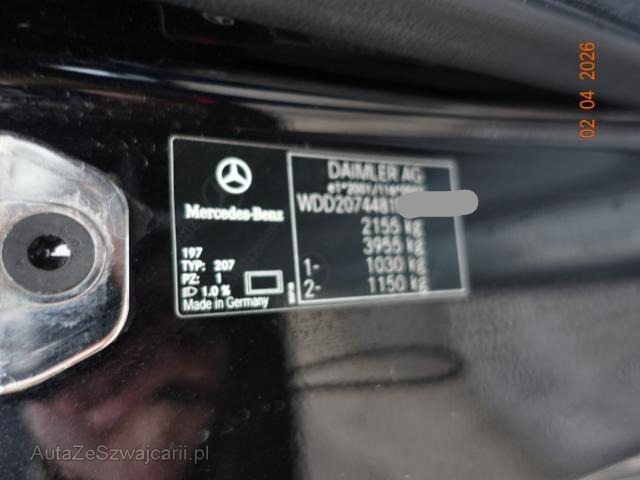 02 04 2026
Mercedes-Benz
197
TYP: 207
PZ: 1
1.0 %
Made in Germany
DAIMLER AG
WDD2074481
2155 kg
3955 kg
1- 1030 kg
2- 1150 kg
AutaZeSzwajcarii.pl